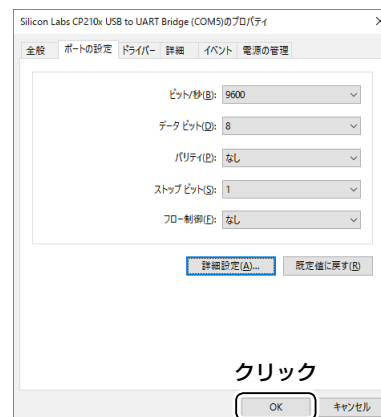 Silicon Labs CP210x USB to UART Bridge (COM5)のプロパティ
全般 ポートの設定 ドライバー 詳細 イベント 電源の管理
ビット/秒(B): 9600
データ ビット(D): 8
パリティ(P): なし
ストップ ビット(S): 1
フロー制御(F): なし
詳細設定(A)... 既定値に戻す(R)
クリック
OK キャンセル